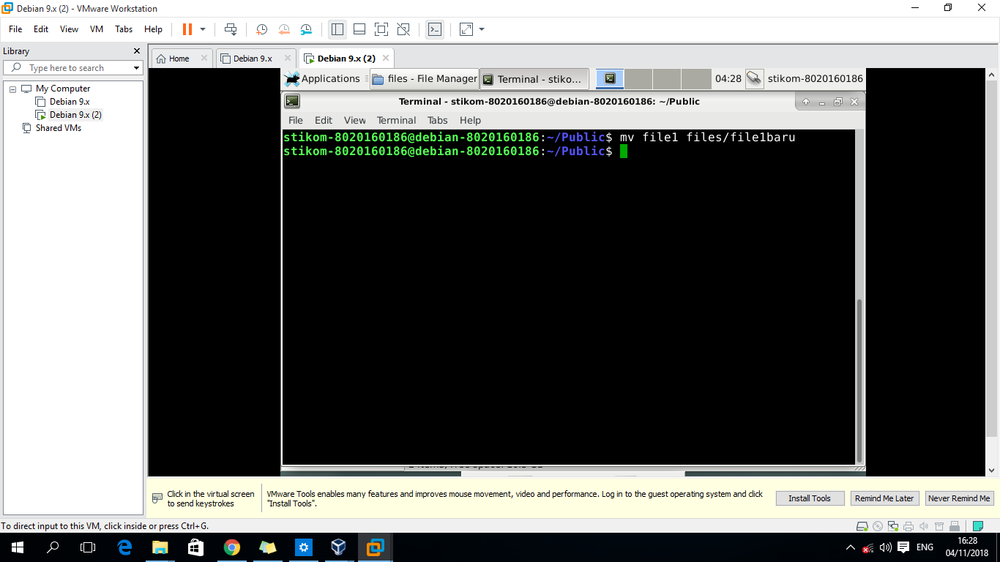 Debian 9.x (2) - VMware Workstation
File Edit View VM Tabs Help
Library
Type here to search
My Computer
Debian 9.x
Debian 9.x (2)
Shared VMs
Home Debian 9.x Debian 9.x (2)
Applications files - File Manager Terminal - stiko... 04:28 stikom-8020160186
Terminal - stikom-8020160186@debian-8020160186: ~/Public
File Edit View Terminal Tabs Help
stikom-8020160186@debian-8020160186:~/Public$ mv file1 files/file1baru
stikom-8020160186@debian-8020160186:~/Public$
Click in the virtual screen
to send keystrokes
VMware Tools enables many features and improves mouse movement, video and performance. Log in to the guest operating system and click
"Install Tools".
Install Tools Remind Me Later Never Remind Me
To direct input to this VM, click inside or press Ctrl+G.
ENG
16:28
04/11/2018